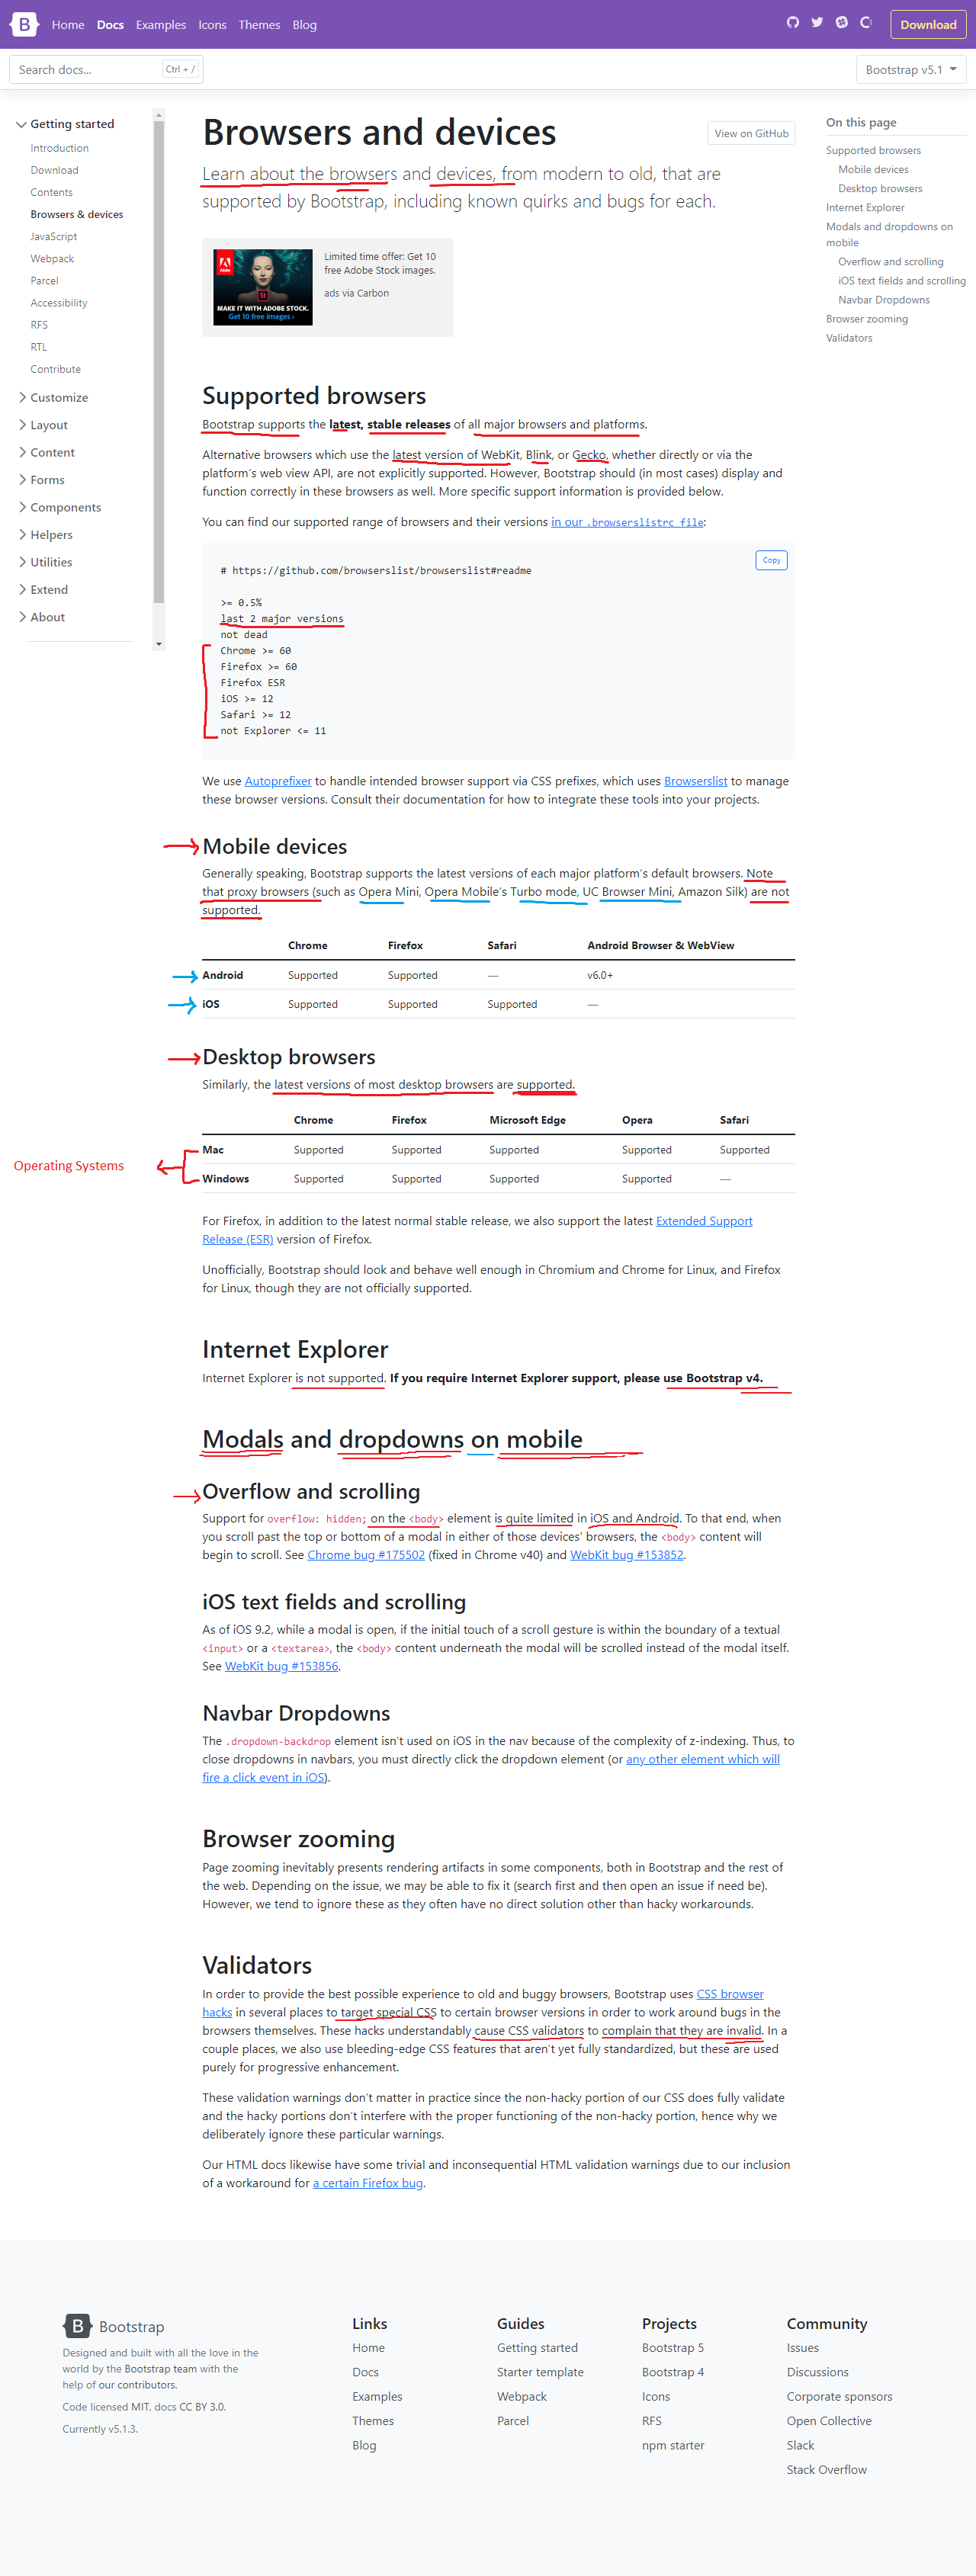 B Home Docs Examples Icons Themes Blog Download
Search docs... Ctrl + / Bootstrap v5.1
Getting started
Introduction
Download
Contents
Browsers & devices
JavaScript
Webpack
Parcel
Accessibility
RFS
RTL
Contribute
Customize
Layout
Content
Forms
Components
Helpers
Utilities
Extend
About
Browsers and devices
View on GitHub
Learn about the browsers and devices, from modern to old, that are
supported by Bootstrap, including known quirks and bugs for each.
Adobe
St
MAKE IT WITH ADOBE STOCK.
Get 10 free images ›
Limited time offer: Get 10
free Adobe Stock images.
ads via Carbon
On this page
Supported browsers
Mobile devices
Desktop browsers
Internet Explorer
Modals and dropdowns on
mobile
Overflow and scrolling
iOS text fields and scrolling
Navbar Dropdowns
Browser zooming
Validators
Supported browsers
Bootstrap supports the latest, stable releases of all major browsers and platforms.
Alternative browsers which use the latest version of WebKit, Blink, or Gecko, whether directly or via the
platform's web view API, are not explicitly supported. However, Bootstrap should (in most cases) display and
function correctly in these browsers as well. More specific support information is provided below.
You can find our supported range of browsers and their versions in our .browserslistrc file:
Copy
# https://github.com/browserslist/browserslist#readme
>= 0.5%
last 2 major versions
not dead
Chrome >= 60
Firefox >= 60
Firefox ESR
iOS >= 12
Safari >= 12
not Explorer <= 11
We use Autoprefixer to handle intended browser support via CSS prefixes, which uses Browserslist to manage
these browser versions. Consult their documentation for how to integrate these tools into your projects.
Mobile devices
Generally speaking, Bootstrap supports the latest versions of each major platform's default browsers. Note
that proxy browsers (such as Opera Mini, Opera Mobile's Turbo mode, UC Browser Mini, Amazon Silk) are not
supported.
Chrome Firefox Safari Android Browser & WebView
Android Supported Supported — v6.0+
iOS Supported Supported Supported —
Desktop browsers
Similarly, the latest versions of most desktop browsers are supported.
Chrome Firefox Microsoft Edge Opera Safari
Mac Supported Supported Supported Supported Supported
Operating Systems
Windows Supported Supported Supported Supported —
For Firefox, in addition to the latest normal stable release, we also support the latest Extended Support
Release (ESR) version of Firefox.
Unofficially, Bootstrap should look and behave well enough in Chromium and Chrome for Linux, and Firefox
for Linux, though they are not officially supported.
Internet Explorer
Internet Explorer is not supported. If you require Internet Explorer support, please use Bootstrap v4.
Modals and dropdowns on mobile
Overflow and scrolling
Support for overflow: hidden; on the <body> element is quite limited in iOS and Android. To that end, when
you scroll past the top or bottom of a modal in either of those devices' browsers, the <body> content will
begin to scroll. See Chrome bug #175502 (fixed in Chrome v40) and WebKit bug #153852.
iOS text fields and scrolling
As of iOS 9.2, while a modal is open, if the initial touch of a scroll gesture is within the boundary of a textual
<input> or a <textarea>, the <body> content underneath the modal will be scrolled instead of the modal itself.
See WebKit bug #153856.
Navbar Dropdowns
The .dropdown-backdrop element isn't used on iOS in the nav because of the complexity of z-indexing. Thus, to
close dropdowns in navbars, you must directly click the dropdown element (or any other element which will
fire a click event in iOS).
Browser zooming
Page zooming inevitably presents rendering artifacts in some components, both in Bootstrap and the rest of
the web. Depending on the issue, we may be able to fix it (search first and then open an issue if need be).
However, we tend to ignore these as they often have no direct solution other than hacky workarounds.
Validators
In order to provide the best possible experience to old and buggy browsers, Bootstrap uses CSS browser
hacks in several places to target special CSS to certain browser versions in order to work around bugs in the
browsers themselves. These hacks understandably cause CSS validators to complain that they are invalid. In a
couple places, we also use bleeding-edge CSS features that aren't yet fully standardized, but these are used
purely for progressive enhancement.
These validation warnings don't matter in practice since the non-hacky portion of our CSS does fully validate
and the hacky portions don't interfere with the proper functioning of the non-hacky portion, hence why we
deliberately ignore these particular warnings.
Our HTML docs likewise have some trivial and inconsequential HTML validation warnings due to our inclusion
of a workaround for a certain Firefox bug.
B Bootstrap
Designed and built with all the love in the
world by the Bootstrap team with the
help of our contributors.
Code licensed MIT, docs CC BY 3.0.
Currently v5.1.3.
Links
Home
Docs
Examples
Themes
Blog
Guides
Getting started
Starter template
Webpack
Parcel
Projects
Bootstrap 5
Bootstrap 4
Icons
RFS
npm starter
Community
Issues
Discussions
Corporate sponsors
Open Collective
Slack
Stack Overflow